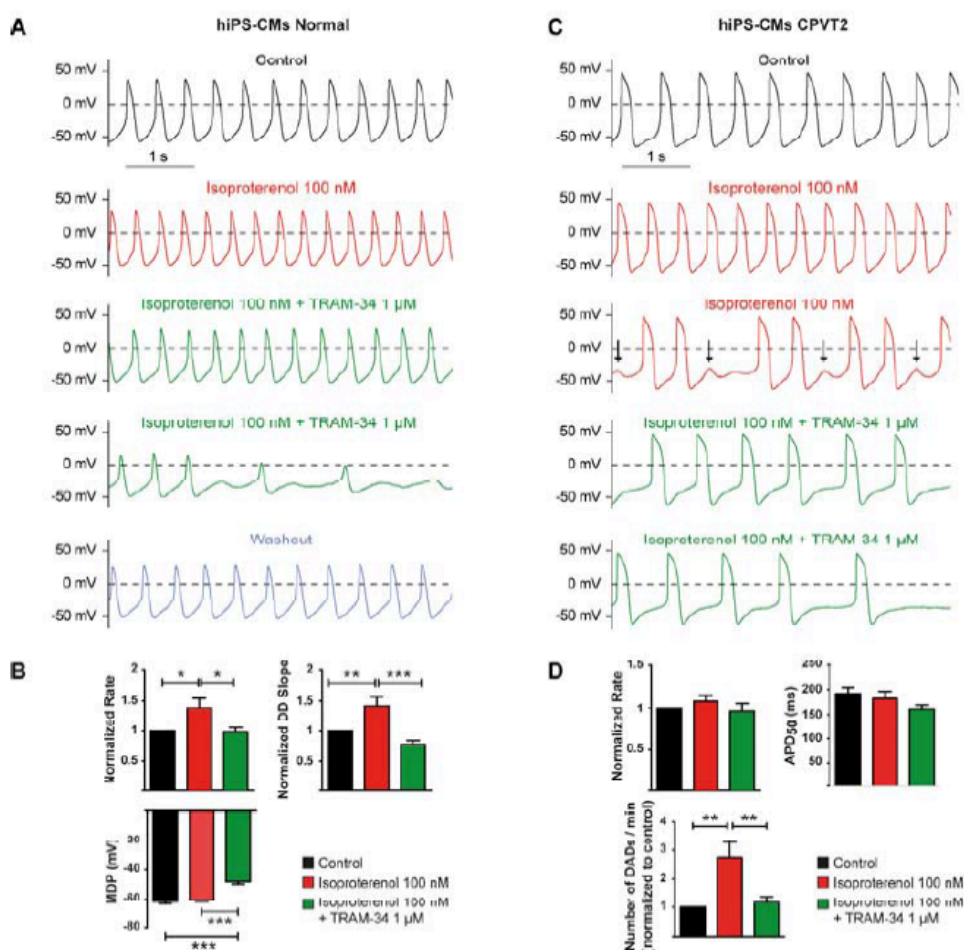 A
hiPS-CMs Normal
Control
50 mV
0 mV
-50 mV
1 s
Isoproterenol 100 nM
50 mV
0 mV
-50 mV
Isoproterenol 100 nM + TRAM-34 1 µM
50 mV
0 mV
-50 mV
Isoproterenol 100 nM + TRAM-34 1 µM
50 mV
0 mV
-50 mV
Washout
50 mV
0 mV
-50 mV
B
Normalized Rate
2
1.5
1
0.5
*
*
Normalized DD Slope
2
1.5
1
0.5
**
***
MDP (mV)
-40
-60
-80
***
***
Control
Isoproterenol 100 nM
Isoproterenol 100 nM
+ TRAM-34 1 µM
C
hiPS-CMs CPVT2
Control
50 mV
0 mV
-50 mV
1 s
Isoproterenol 100 nM
50 mV
0 mV
-50 mV
Isoproterenol 100 nM
50 mV
0 mV
-50 mV
Isoproterenol 100 nM + TRAM-34 1 µM
50 mV
0 mV
-50 mV
Isoproterenol 100 nM + TRAM-34 1 µM
50 mV
0 mV
-50 mV
D
Normalized Rate
1.5
1
0.5
APD50 (ms)
250
200
150
100
50
Number of DADs / min
(normalized to control)
4
3
2
1
**
**
Control
Isoproterenol 100 nM
Isoproterenol 100 nM
+ TRAM-34 1 µM